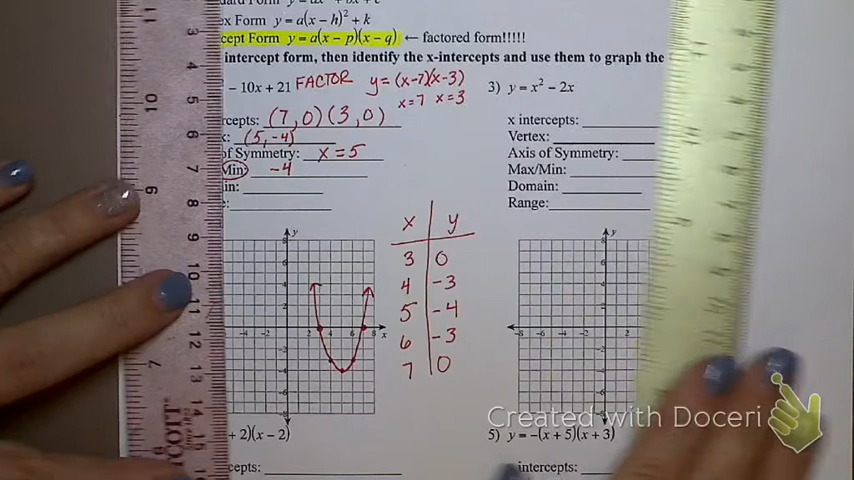 ex Form y = a(x – h)² + k
cept Form y = a(x – p)(x – q) ← factored form!!!!!
intercept form, then identify the x-intercepts and use them to graph the
– 10x + 21 FACTOR y = (x-7)(x-3)
x=7 x=3
3) y = x² – 2x
cepts: (7,0)(3,0)
x: (5,-4)
of Symmetry: x = 5
Min: -4
in:
x intercepts:
Vertex:
Axis of Symmetry:
Max/Min:
Domain:
Range:
x y
3 0
4 -3
5 -4
6 -3
7 0
+ 2)(x – 2)
5) y = –(x + 5)(x + 3)
cepts:
intercepts:
Created with Doceri